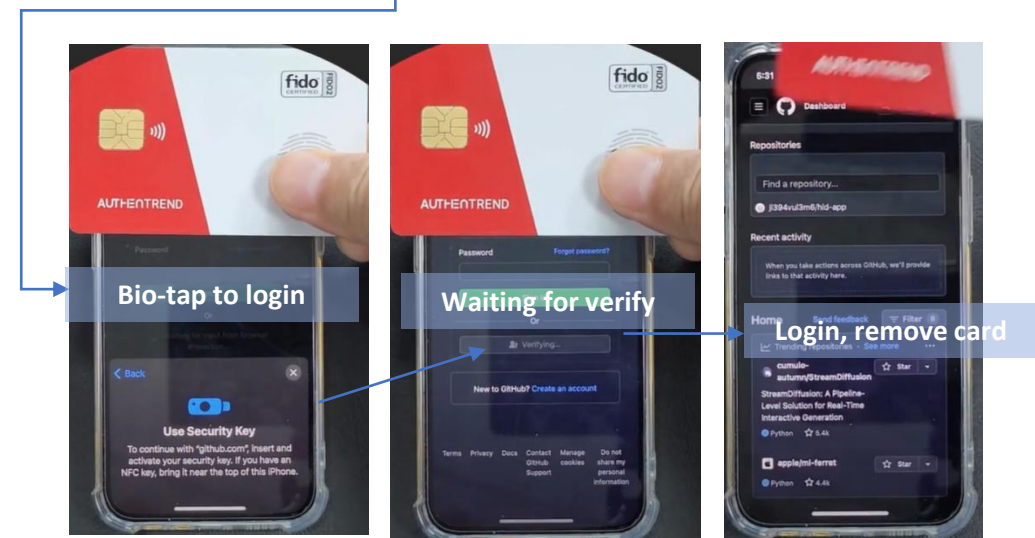 fido
CERTIFIED
FIDO2
AUTHENTREND
Password
Bio-tap to login
Or
Back
Use Security Key
To continue with "github.com", insert and
activate your security key. If you have an
NFC key, bring it near the top of this iPhone.
fido
CERTIFIED
FIDO2
AUTHENTREND
Password Forgot password?
Waiting for verify
Or
Verifying...
New to GitHub? Create an account
Terms Privacy Docs Contact GitHub Support Manage cookies Do not share my personal information
AUTHENTREND
5:31
Dashboard
Repositories
Find a repository...
ji394vul3m6/hld-app
Recent activity
When you take actions across GitHub, we'll provide
links to that activity here.
Home Send feedback Filter 8
Login, remove card
Trending repositories · See more ...
cumulo-
autumn/StreamDiffusion Star
StreamDiffusion: A Pipeline-
Level Solution for Real-Time
Interactive Generation
Python 5.4k
apple/ml-ferret Star
Python 4.4k